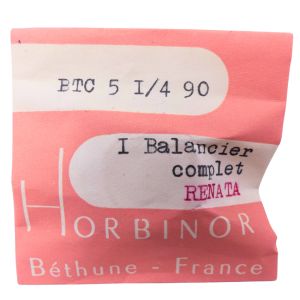 BTC 5 I/4 90
I Balancier
complet
RENATA
HORBINOR
Béthune - France